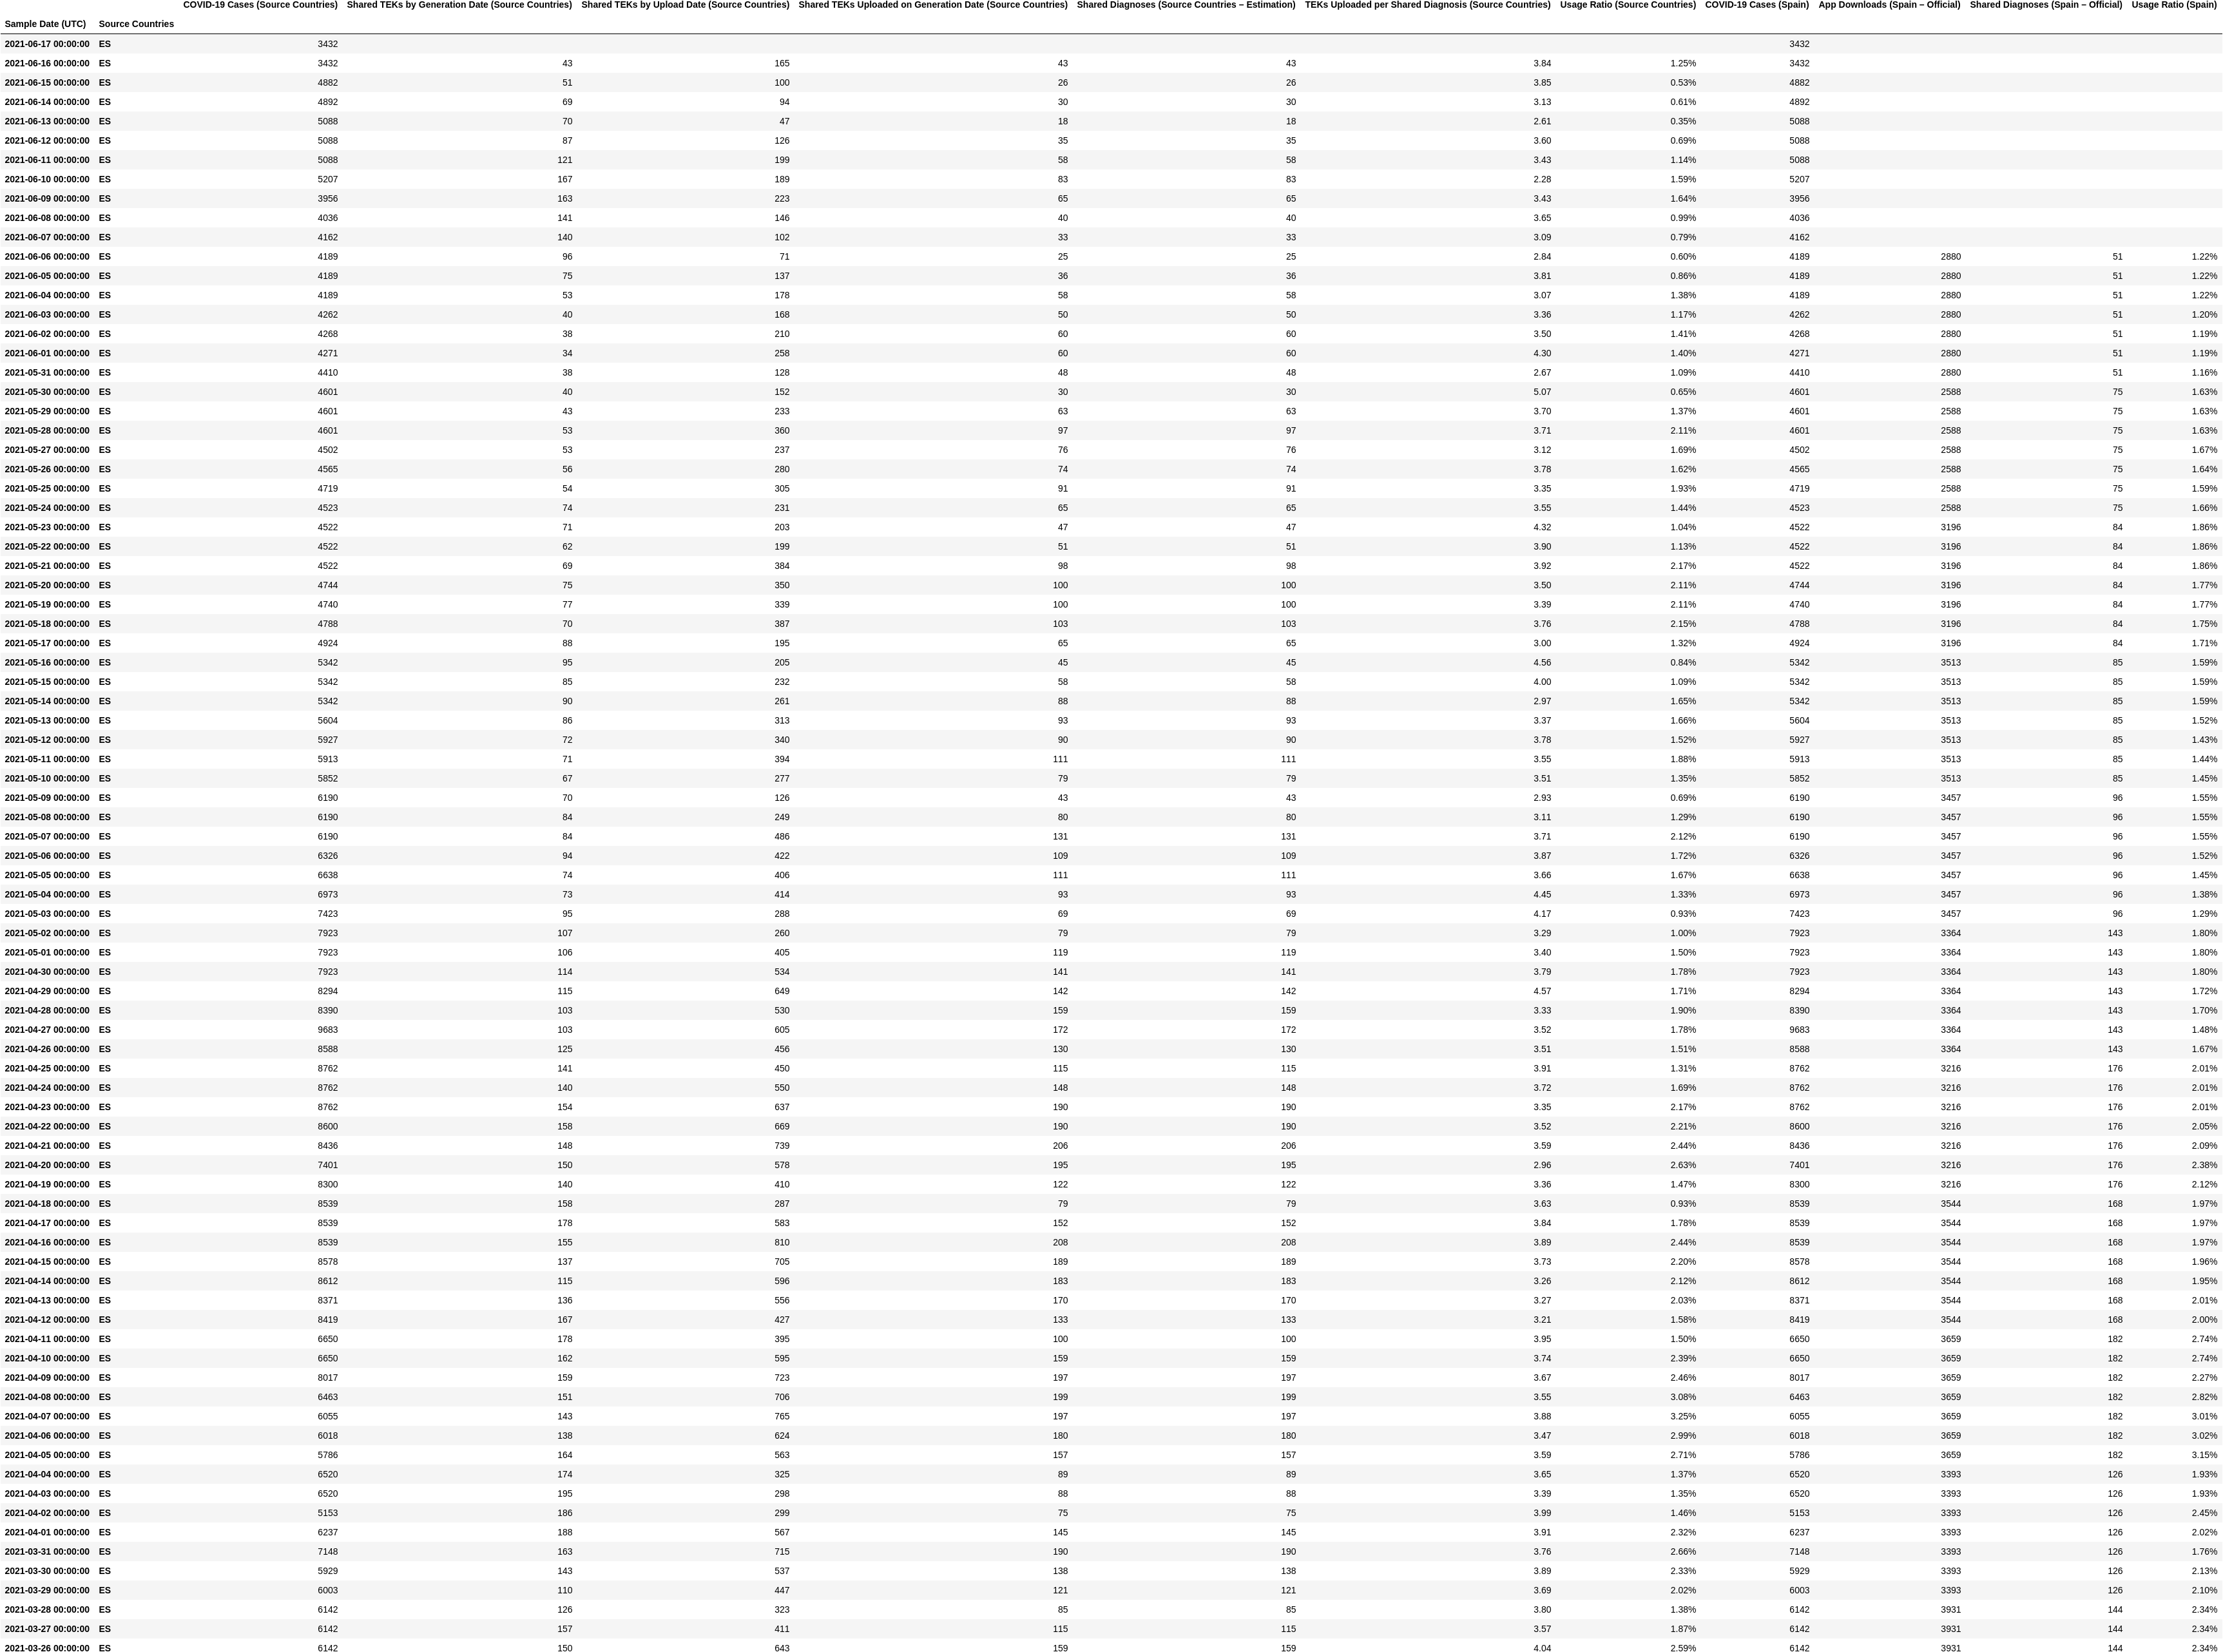 COVID-19 Cases (Source Countries) Shared TEKs by Generation Date (Source Countries) Shared TEKs by Upload Date (Source Countries) Shared TEKs Uploaded on Generation Date (Source Countries) Shared Diagnoses (Source Countries – Estimation) TEKs Uploaded per Shared Diagnosis (Source Countries) Usage Ratio (Source Countries) COVID-19 Cases (Spain) App Downloads (Spain – Official) Shared Diagnoses (Spain – Official) Usage Ratio (Spain)
Sample Date (UTC) Source Countries
2021-06-17 00:00:00 ES 3432 3432
2021-06-16 00:00:00 ES 3432 43 165 43 43 3.84 1.25% 3432
2021-06-15 00:00:00 ES 4882 51 100 26 26 3.85 0.53% 4882
2021-06-14 00:00:00 ES 4892 69 94 30 30 3.13 0.61% 4892
2021-06-13 00:00:00 ES 5088 70 47 18 18 2.61 0.35% 5088
2021-06-12 00:00:00 ES 5088 87 126 35 35 3.60 0.69% 5088
2021-06-11 00:00:00 ES 5088 121 199 58 58 3.43 1.14% 5088
2021-06-10 00:00:00 ES 5207 167 189 83 83 2.28 1.59% 5207
2021-06-09 00:00:00 ES 3956 163 223 65 65 3.43 1.64% 3956
2021-06-08 00:00:00 ES 4036 141 146 40 40 3.65 0.99% 4036
2021-06-07 00:00:00 ES 4162 140 102 33 33 3.09 0.79% 4162
2021-06-06 00:00:00 ES 4189 96 71 25 25 2.84 0.60% 4189 2880 51 1.22%
2021-06-05 00:00:00 ES 4189 75 137 36 36 3.81 0.86% 4189 2880 51 1.22%
2021-06-04 00:00:00 ES 4189 53 178 58 58 3.07 1.38% 4189 2880 51 1.22%
2021-06-03 00:00:00 ES 4262 40 168 50 50 3.36 1.17% 4262 2880 51 1.20%
2021-06-02 00:00:00 ES 4268 38 210 60 60 3.50 1.41% 4268 2880 51 1.19%
2021-06-01 00:00:00 ES 4271 34 258 60 60 4.30 1.40% 4271 2880 51 1.19%
2021-05-31 00:00:00 ES 4410 38 128 48 48 2.67 1.09% 4410 2880 51 1.16%
2021-05-30 00:00:00 ES 4601 40 152 30 30 5.07 0.65% 4601 2588 75 1.63%
2021-05-29 00:00:00 ES 4601 43 233 63 63 3.70 1.37% 4601 2588 75 1.63%
2021-05-28 00:00:00 ES 4601 53 360 97 97 3.71 2.11% 4601 2588 75 1.63%
2021-05-27 00:00:00 ES 4502 53 237 76 76 3.12 1.69% 4502 2588 75 1.67%
2021-05-26 00:00:00 ES 4565 56 280 74 74 3.78 1.62% 4565 2588 75 1.64%
2021-05-25 00:00:00 ES 4719 54 305 91 91 3.35 1.93% 4719 2588 75 1.59%
2021-05-24 00:00:00 ES 4523 74 231 65 65 3.55 1.44% 4523 2588 75 1.66%
2021-05-23 00:00:00 ES 4522 71 203 47 47 4.32 1.04% 4522 3196 84 1.86%
2021-05-22 00:00:00 ES 4522 62 199 51 51 3.90 1.13% 4522 3196 84 1.86%
2021-05-21 00:00:00 ES 4522 69 384 98 98 3.92 2.17% 4522 3196 84 1.86%
2021-05-20 00:00:00 ES 4744 75 350 100 100 3.50 2.11% 4744 3196 84 1.77%
2021-05-19 00:00:00 ES 4740 77 339 100 100 3.39 2.11% 4740 3196 84 1.77%
2021-05-18 00:00:00 ES 4788 70 387 103 103 3.76 2.15% 4788 3196 84 1.75%
2021-05-17 00:00:00 ES 4924 88 195 65 65 3.00 1.32% 4924 3196 84 1.71%
2021-05-16 00:00:00 ES 5342 95 205 45 45 4.56 0.84% 5342 3513 85 1.59%
2021-05-15 00:00:00 ES 5342 85 232 58 58 4.00 1.09% 5342 3513 85 1.59%
2021-05-14 00:00:00 ES 5342 90 261 88 88 2.97 1.65% 5342 3513 85 1.59%
2021-05-13 00:00:00 ES 5604 86 313 93 93 3.37 1.66% 5604 3513 85 1.52%
2021-05-12 00:00:00 ES 5927 72 340 90 90 3.78 1.52% 5927 3513 85 1.43%
2021-05-11 00:00:00 ES 5913 71 394 111 111 3.55 1.88% 5913 3513 85 1.44%
2021-05-10 00:00:00 ES 5852 67 277 79 79 3.51 1.35% 5852 3513 85 1.45%
2021-05-09 00:00:00 ES 6190 70 126 43 43 2.93 0.69% 6190 3457 96 1.55%
2021-05-08 00:00:00 ES 6190 84 249 80 80 3.11 1.29% 6190 3457 96 1.55%
2021-05-07 00:00:00 ES 6190 84 486 131 131 3.71 2.12% 6190 3457 96 1.55%
2021-05-06 00:00:00 ES 6326 94 422 109 109 3.87 1.72% 6326 3457 96 1.52%
2021-05-05 00:00:00 ES 6638 74 406 111 111 3.66 1.67% 6638 3457 96 1.45%
2021-05-04 00:00:00 ES 6973 73 414 93 93 4.45 1.33% 6973 3457 96 1.38%
2021-05-03 00:00:00 ES 7423 95 288 69 69 4.17 0.93% 7423 3457 96 1.29%
2021-05-02 00:00:00 ES 7923 107 260 79 79 3.29 1.00% 7923 3364 143 1.80%
2021-05-01 00:00:00 ES 7923 106 405 119 119 3.40 1.50% 7923 3364 143 1.80%
2021-04-30 00:00:00 ES 7923 114 534 141 141 3.79 1.78% 7923 3364 143 1.80%
2021-04-29 00:00:00 ES 8294 115 649 142 142 4.57 1.71% 8294 3364 143 1.72%
2021-04-28 00:00:00 ES 8390 103 530 159 159 3.33 1.90% 8390 3364 143 1.70%
2021-04-27 00:00:00 ES 9683 103 605 172 172 3.52 1.78% 9683 3364 143 1.48%
2021-04-26 00:00:00 ES 8588 125 456 130 130 3.51 1.51% 8588 3364 143 1.67%
2021-04-25 00:00:00 ES 8762 141 450 115 115 3.91 1.31% 8762 3216 176 2.01%
2021-04-24 00:00:00 ES 8762 140 550 148 148 3.72 1.69% 8762 3216 176 2.01%
2021-04-23 00:00:00 ES 8762 154 637 190 190 3.35 2.17% 8762 3216 176 2.01%
2021-04-22 00:00:00 ES 8600 158 669 190 190 3.52 2.21% 8600 3216 176 2.05%
2021-04-21 00:00:00 ES 8436 148 739 206 206 3.59 2.44% 8436 3216 176 2.09%
2021-04-20 00:00:00 ES 7401 150 578 195 195 2.96 2.63% 7401 3216 176 2.38%
2021-04-19 00:00:00 ES 8300 140 410 122 122 3.36 1.47% 8300 3216 176 2.12%
2021-04-18 00:00:00 ES 8539 158 287 79 79 3.63 0.93% 8539 3544 168 1.97%
2021-04-17 00:00:00 ES 8539 178 583 152 152 3.84 1.78% 8539 3544 168 1.97%
2021-04-16 00:00:00 ES 8539 155 810 208 208 3.89 2.44% 8539 3544 168 1.97%
2021-04-15 00:00:00 ES 8578 137 705 189 189 3.73 2.20% 8578 3544 168 1.96%
2021-04-14 00:00:00 ES 8612 115 596 183 183 3.26 2.12% 8612 3544 168 1.95%
2021-04-13 00:00:00 ES 8371 136 556 170 170 3.27 2.03% 8371 3544 168 2.01%
2021-04-12 00:00:00 ES 8419 167 427 133 133 3.21 1.58% 8419 3544 168 2.00%
2021-04-11 00:00:00 ES 6650 178 395 100 100 3.95 1.50% 6650 3659 182 2.74%
2021-04-10 00:00:00 ES 6650 162 595 159 159 3.74 2.39% 6650 3659 182 2.74%
2021-04-09 00:00:00 ES 8017 159 723 197 197 3.67 2.46% 8017 3659 182 2.27%
2021-04-08 00:00:00 ES 6463 151 706 199 199 3.55 3.08% 6463 3659 182 2.82%
2021-04-07 00:00:00 ES 6055 143 765 197 197 3.88 3.25% 6055 3659 182 3.01%
2021-04-06 00:00:00 ES 6018 138 624 180 180 3.47 2.99% 6018 3659 182 3.02%
2021-04-05 00:00:00 ES 5786 164 563 157 157 3.59 2.71% 5786 3659 182 3.15%
2021-04-04 00:00:00 ES 6520 174 325 89 89 3.65 1.37% 6520 3393 126 1.93%
2021-04-03 00:00:00 ES 6520 195 298 88 88 3.39 1.35% 6520 3393 126 1.93%
2021-04-02 00:00:00 ES 5153 186 299 75 75 3.99 1.46% 5153 3393 126 2.45%
2021-04-01 00:00:00 ES 6237 188 567 145 145 3.91 2.32% 6237 3393 126 2.02%
2021-03-31 00:00:00 ES 7148 163 715 190 190 3.76 2.66% 7148 3393 126 1.76%
2021-03-30 00:00:00 ES 5929 143 537 138 138 3.89 2.33% 5929 3393 126 2.13%
2021-03-29 00:00:00 ES 6003 110 447 121 121 3.69 2.02% 6003 3393 126 2.10%
2021-03-28 00:00:00 ES 6142 126 323 85 85 3.80 1.38% 6142 3931 144 2.34%
2021-03-27 00:00:00 ES 6142 157 411 115 115 3.57 1.87% 6142 3931 144 2.34%
2021-03-26 00:00:00 ES 6142 150 643 159 159 4.04 2.59% 6142 3931 144 2.34%